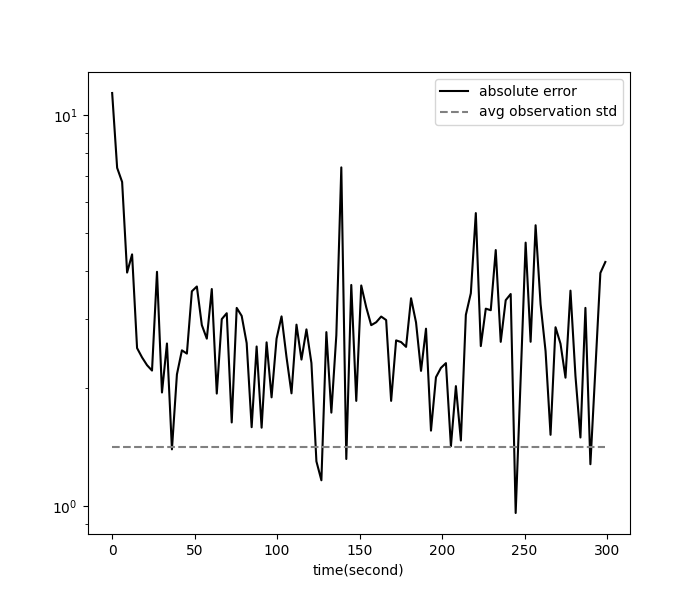 absolute error
avg observation std
10¹
10⁰
0 50 100 150 200 250 300
time(second)